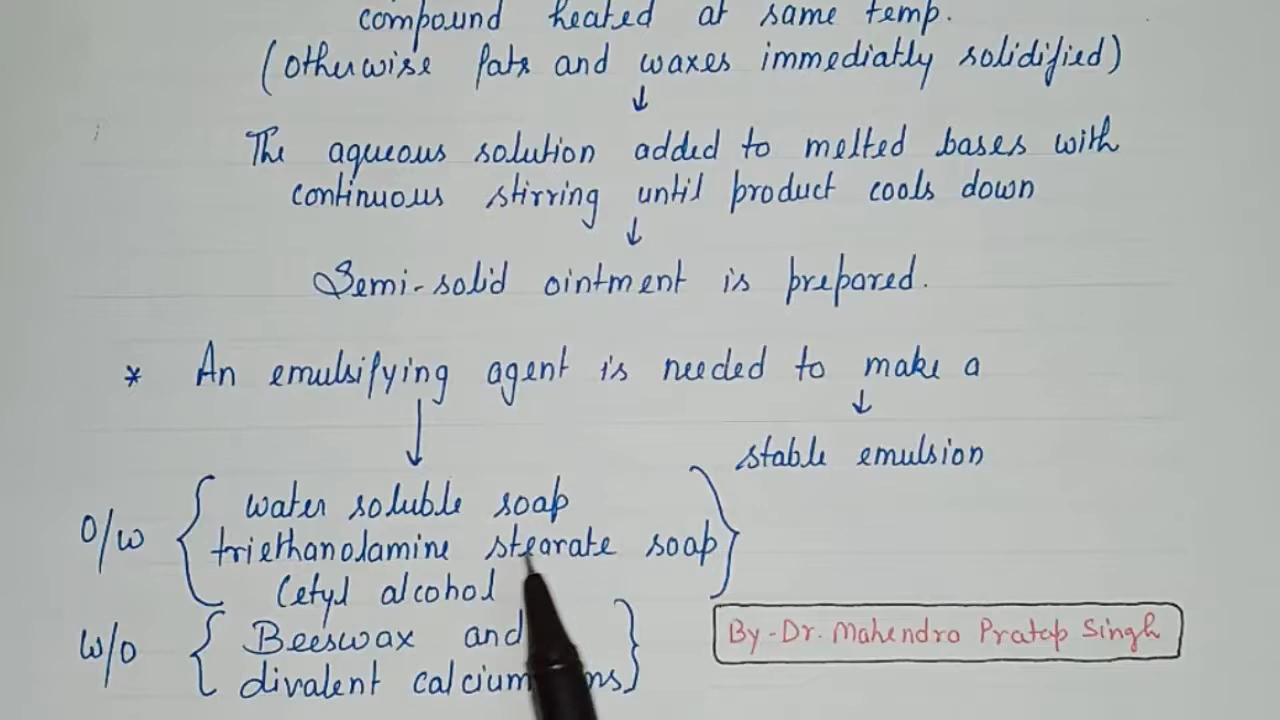 compound heated at same temp.
(otherwise fats and waxes immediatly solidified)
↓
The aqueous solution added to melted bases with
continuous stirring until product cools down
↓
Semi-solid ointment is prepared.
* An emulsifying agent is needed to make a
↓
stable emulsion
↓
O/W { water soluble soap
triethanolamine stearate soap
Cetyl alcohol }
W/O { Beeswax and
divalent calcium }
By-Dr. Mahendra Pratap Singh